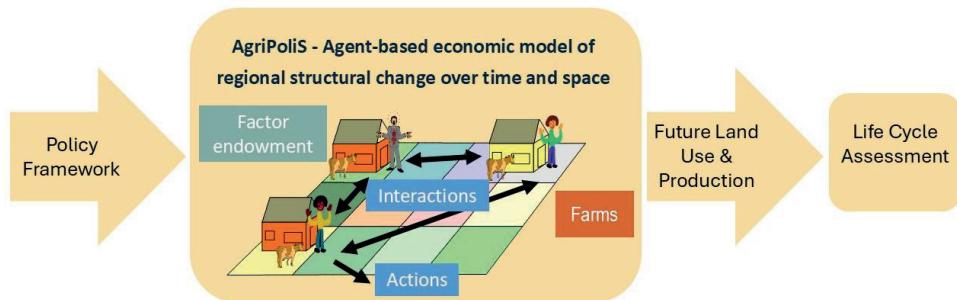 AgriPoliS - Agent-based economic model of
regional structural change over time and space
Policy
Framework
Factor
endowment
Interactions
Farms
Actions
Future Land
Use &
Production
Life Cycle
Assessment